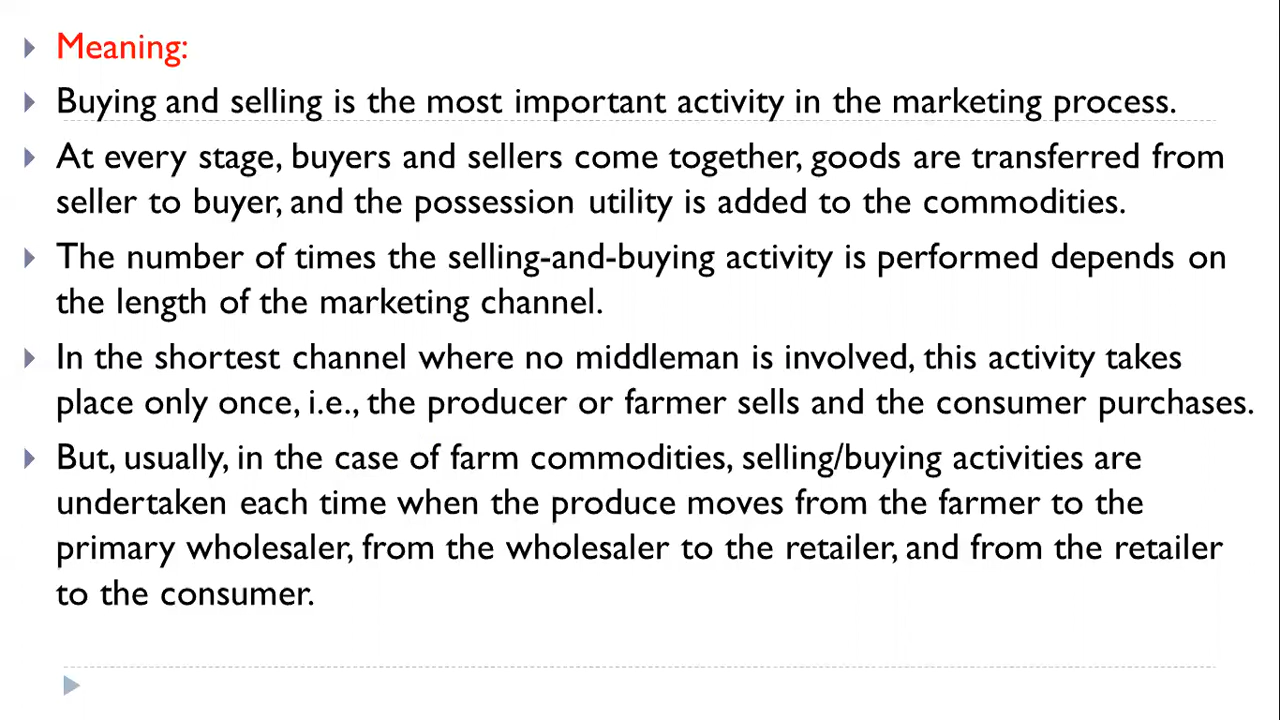 Meaning:
Buying and selling is the most important activity in the marketing process.
At every stage, buyers and sellers come together, goods are transferred from
seller to buyer, and the possession utility is added to the commodities.
The number of times the selling-and-buying activity is performed depends on
the length of the marketing channel.
In the shortest channel where no middleman is involved, this activity takes
place only once, i.e., the producer or farmer sells and the consumer purchases.
But, usually, in the case of farm commodities, selling/buying activities are
undertaken each time when the produce moves from the farmer to the
primary wholesaler, from the wholesaler to the retailer, and from the retailer
to the consumer.